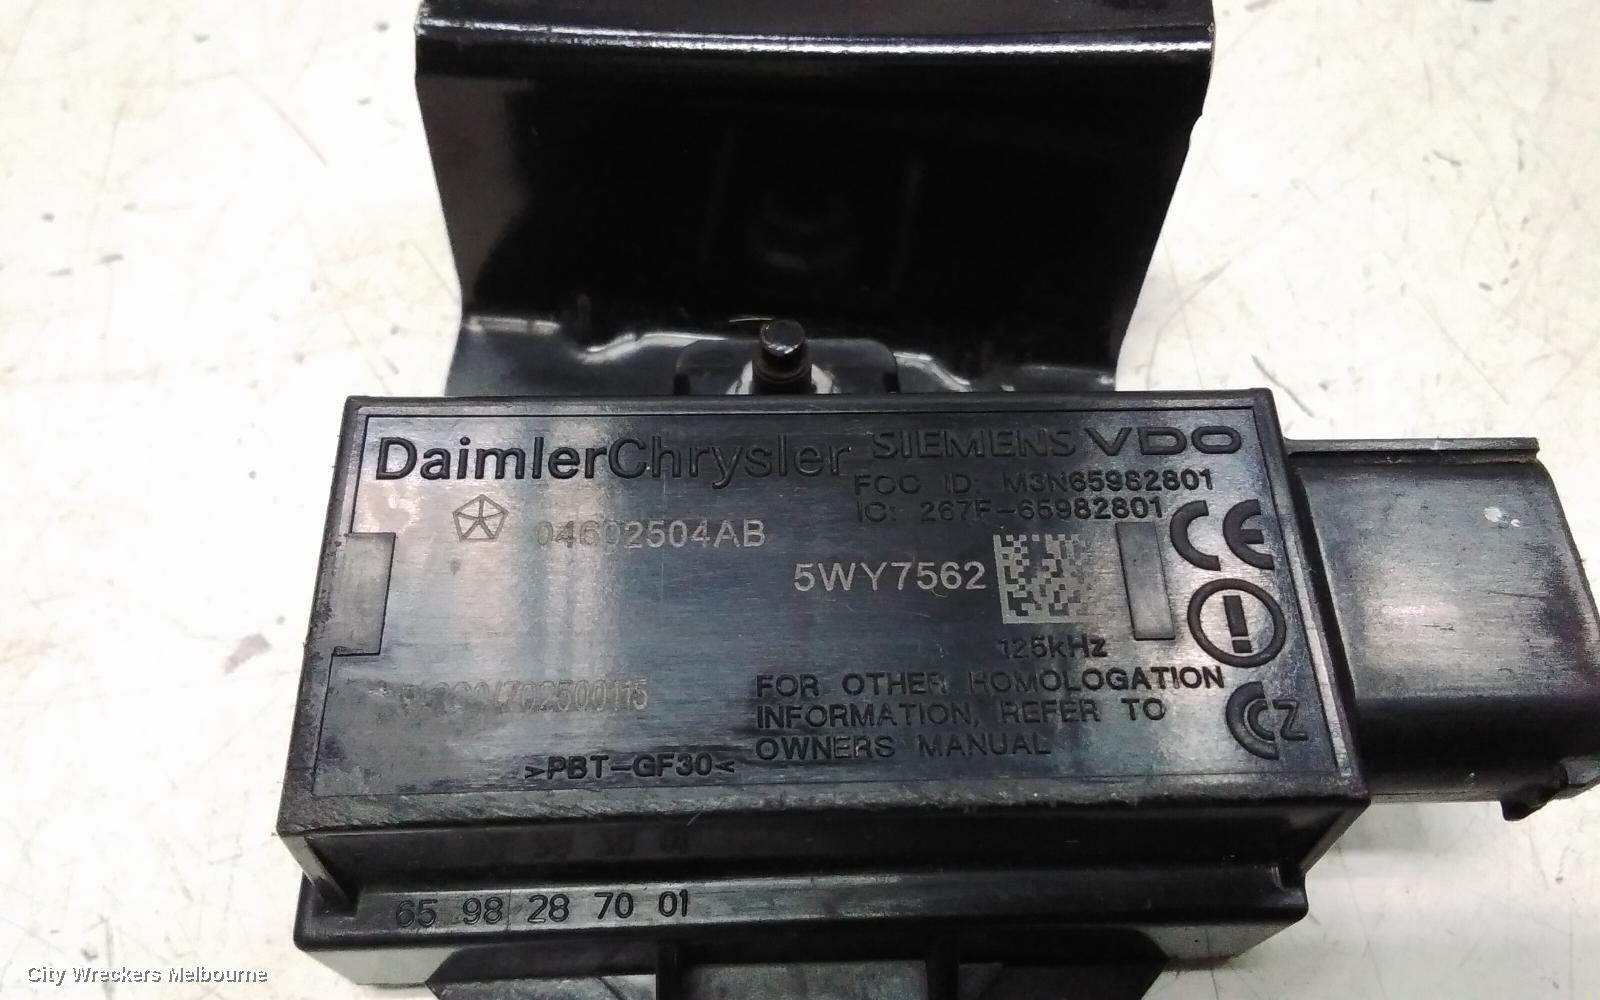 DaimlerChrysler SIEMENS VDO
FCC ID: M3N65982801
IC: 267F-65982801
04602504AB
CE
5WY7562
125kHz
FOR OTHER HOMOLOGATION
INFORMATION, REFER TO
OWNERS MANUAL
>PBT-GF30<
65 98 28 70 01
City Wreckers Melbourne